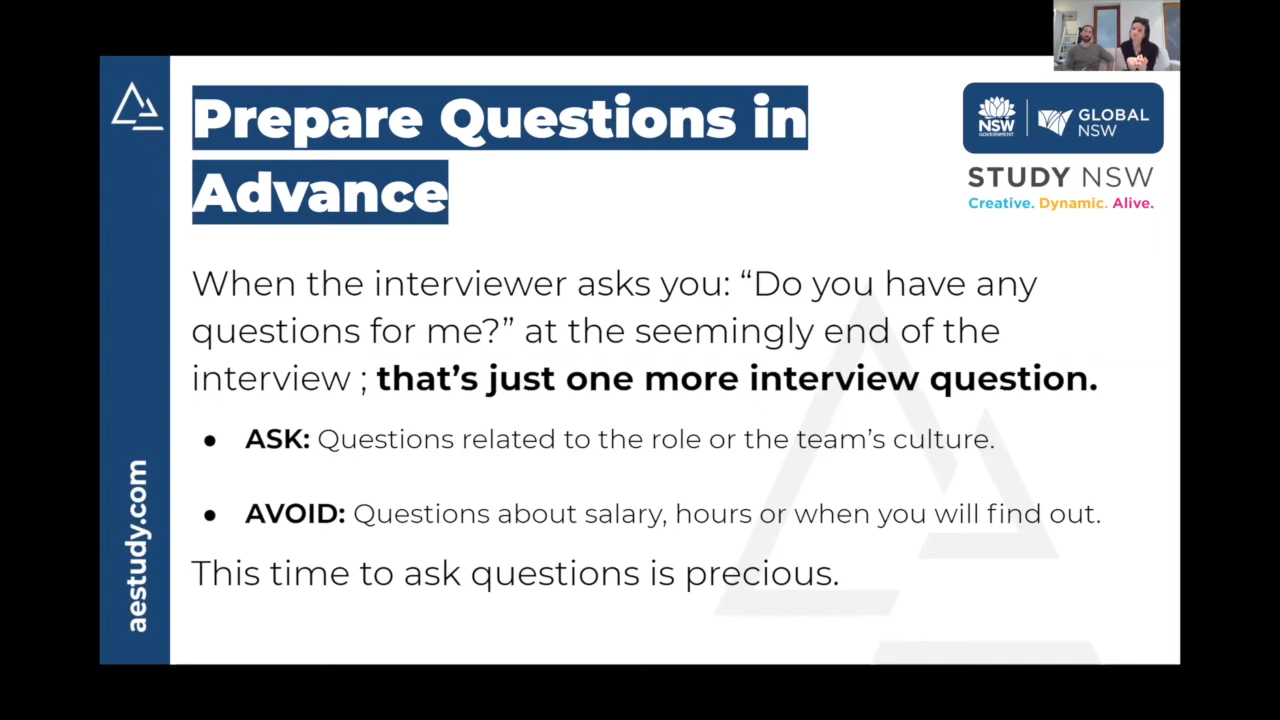 Prepare Questions in
Advance
NSW
GOVERNMENT
GLOBAL
NSW
STUDY NSW
Creative. Dynamic. Alive.
When the interviewer asks you: “Do you have any
questions for me?” at the seemingly end of the
interview ; that’s just one more interview question.
● ASK: Questions related to the role or the team’s culture.
● AVOID: Questions about salary, hours or when you will find out.
This time to ask questions is precious.
aestudy.com